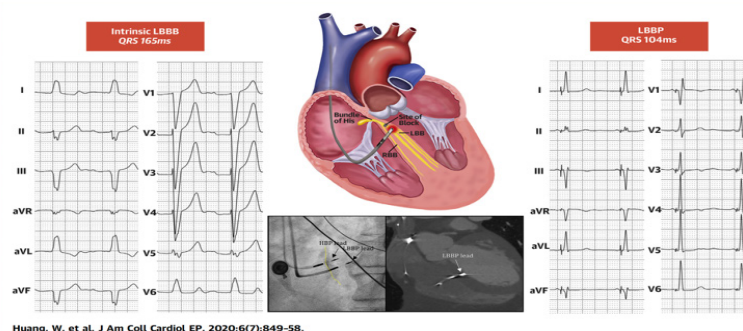 Intrinsic LBBB
QRS 165ms
LBBP
QRS 104ms
I
II
III
aVR
aVL
aVF
V1
V2
V3
V4
V5
V6
Bundle
of His
Site of
Block
LBB
RBB
HBP lead
LBBP lead
LBBP lead
I
II
III
aVR
aVL
aVF
V1
V2
V3
V4
V5
V6
Huang, W. et al. J Am Coll Cardiol EP. 2020;6(7):849-58.